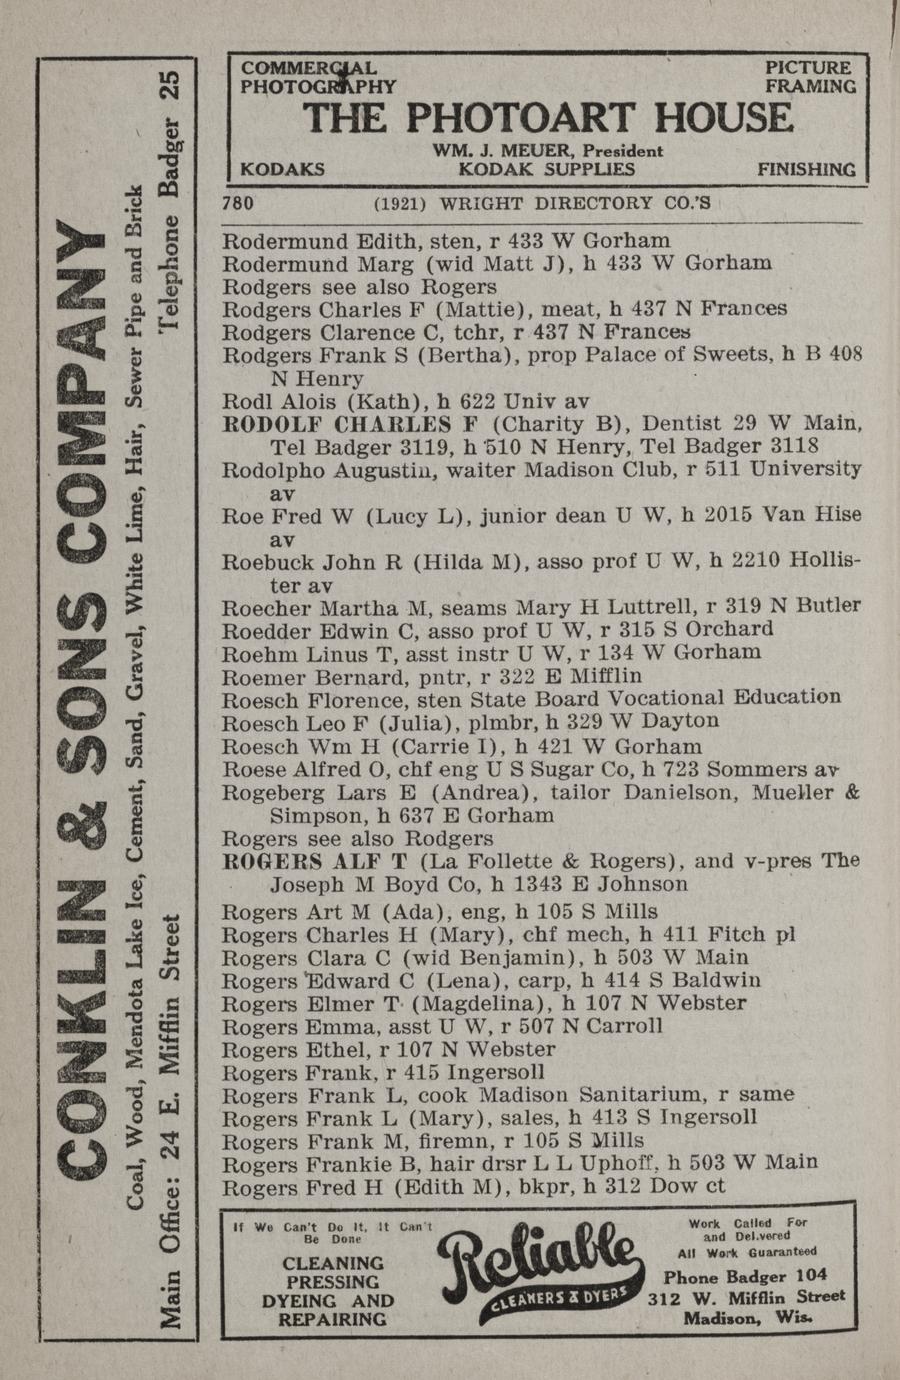 COMMERCIAL PHOTOGRAPHY
PICTURE FRAMING
THE PHOTOART HOUSE
WM. J. MEUER, President
KODAKS KODAK SUPPLIES FINISHING
780 (1921) WRIGHT DIRECTORY CO.'S
Rodermund Edith, sten, r 433 W Gorham
Rodermund Marg (wid Matt J), h 433 W Gorham
Rodgers see also Rogers
Rodgers Charles F (Mattie), meat, h 437 N Frances
Rodgers Clarence C, tchr, r 437 N Frances
Rodgers Frank S (Bertha), prop Palace of Sweets, h B 408
N Henry
Rodl Alois (Kath), h 622 Univ av
RODOLF CHARLES F (Charity B), Dentist 29 W Main,
Tel Badger 3119, h 510 N Henry, Tel Badger 3118
Rodolpho Augustin, waiter Madison Club, r 511 University
av
Roe Fred W (Lucy L), junior dean U W, h 2015 Van Hise
av
Roebuck John R (Hilda M), asso prof U W, h 2210 Hollis-
ter av
Roecher Martha M, seams Mary H Luttrell, r 319 N Butler
Roedder Edwin C, asso prof U W, r 315 S Orchard
Roehm Linus T, asst instr U W, r 134 W Gorham
Roemer Bernard, pntr, r 322 E Mifflin
Roesch Florence, sten State Board Vocational Education
Roesch Leo F (Julia), plmbr, h 329 W Dayton
Roesch Wm H (Carrie I), h 421 W Gorham
Roese Alfred O, chf eng U S Sugar Co, h 723 Sommers av
Rogeberg Lars E (Andrea), tailor Danielson, Mueller &
Simpson, h 637 E Gorham
Rogers see also Rodgers
ROGERS ALF T (La Follette & Rogers), and v-pres The
Joseph M Boyd Co, h 1343 E Johnson
Rogers Art M (Ada), eng, h 105 S Mills
Rogers Charles H (Mary), chf mech, h 411 Fitch pl
Rogers Clara C (wid Benjamin), h 503 W Main
Rogers Edward C (Lena), carp, h 414 S Baldwin
Rogers Elmer T (Magdelina), h 107 N Webster
Rogers Emma, asst U W, r 507 N Carroll
Rogers Ethel, r 107 N Webster
Rogers Frank, r 415 Ingersoll
Rogers Frank L, cook Madison Sanitarium, r same
Rogers Frank L (Mary), sales, h 413 S Ingersoll
Rogers Frank M, firemn, r 105 S Mills
Rogers Frankie B, hair drsr L L Uphoff, h 503 W Main
Rogers Fred H (Edith M), bkpr, h 312 Dow ct
If We Can't Do It, It Can't
Be Done
CLEANING
PRESSING
DYEING AND
REPAIRING
Reliable
CLEANERS & DYERS
Work Called For
and Delivered
All Work Guaranteed
Phone Badger 104
312 W. Mifflin Street
Madison, Wis.
CONKLIN & SONS COMPANY
Coal, Wood, Mendota Lake Ice, Cement, Sand, Gravel, White Lime, Hair, Sewer Pipe and Brick
Main Office: 24 E. Mifflin Street Telephone Badger 25